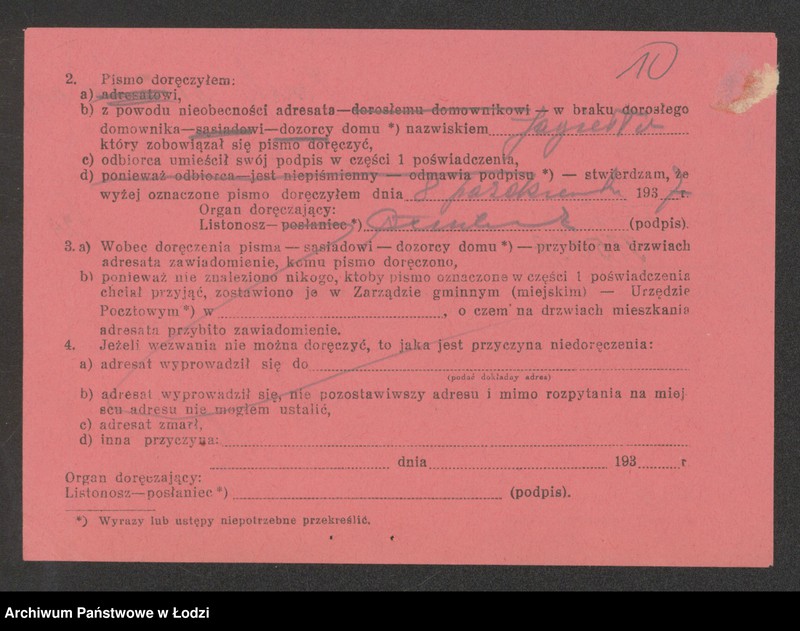 10
2. Pismo doręczyłem:
a) adresatowi,
b) z powodu nieobecności adresata—dorosłemu domownikowi — w braku dorosłego
domownika—sąsiadowi—dozorcy domu *) nazwiskiem
który zobowiązał się pismo doręczyć,
c) odbiorca umieścił swój podpis w części 1 poświadczenia,
d) ponieważ odbiorca—jest niepiśmienny — odmawia podpisu *) — stwierdzam, że
wyżej oznaczone pismo doręczyłem dnia 8 października 1937 r.
Organ doręczający:
Listonosz—posłaniec *) (podpis).
3. a) Wobec doręczenia pisma — sąsiadowi — dozorcy domu *) — przybito na drzwiach
adresata zawiadomienie, komu pismo doręczono,
b) ponieważ nie znaleziono nikogo, ktoby pismo oznaczone w części 1 poświadczenia
chciał przyjąć, zostawiono je w Zarządzie gminnym (miejskim) — Urzędzie
Pocztowym *) w , o czem na drzwiach mieszkania
adresata przybito zawiadomienie.
4. Jeżeli wezwania nie można doręczyć, to jaka jest przyczyna niedoręczenia:
a) adresat wyprowadził się do
(podać dokładny adres)
b) adresat wyprowadził się, nie pozostawiwszy adresu i mimo rozpytania na miej
scu adresu nie mogłem ustalić,
c) adresat zmarł,
d) inna przyczyna:
dnia 193 r
Organ doręczający:
Listonosz—posłaniec *) (podpis).
*) Wyrazy lub ustępy niepotrzebne przekreślić.
Archiwum Państwowe w Łodzi